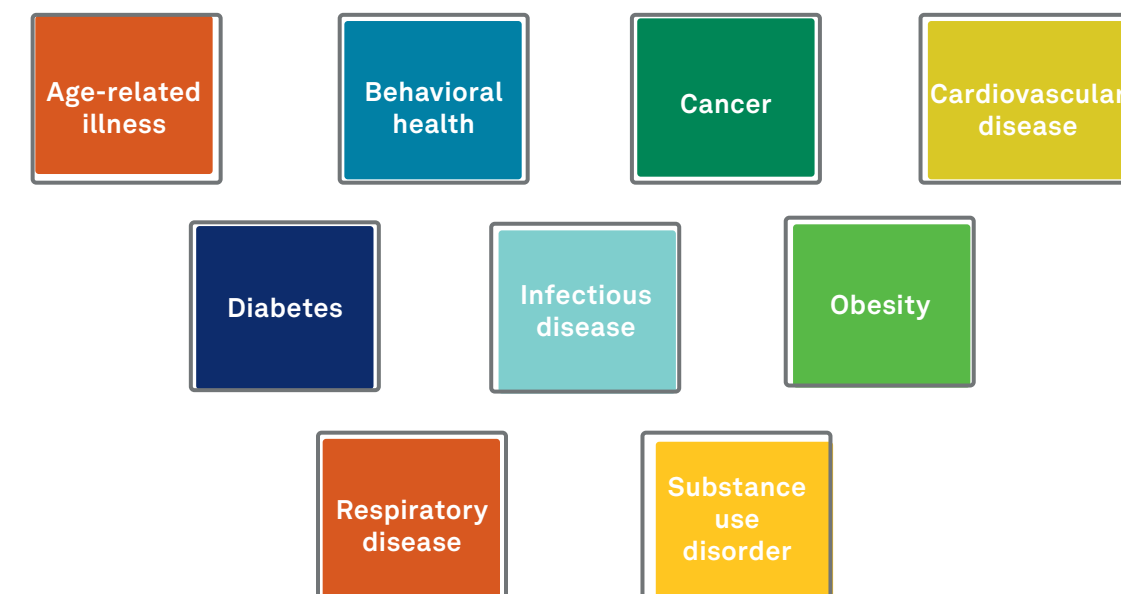 Age-related
illness
Behavioral
health
Cancer
Cardiovascular
disease
Diabetes
Infectious
disease
Obesity
Respiratory
disease
Substance
use
disorder